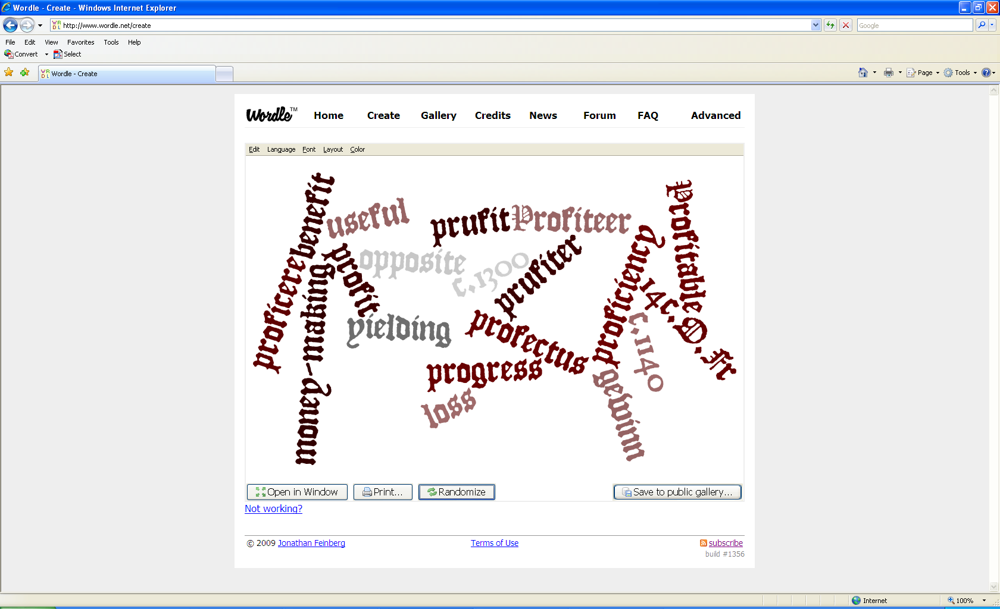 Wordle - Create - Windows Internet Explorer
http://www.wordle.net/create
Google
File Edit View Favorites Tools Help
Convert Select
Wordle - Create
Page Tools
Wordle™ Home Create Gallery Credits News Forum FAQ Advanced
Edit Language Font Layout Color
benefit
useful
prufit
Profiteer
Profitable
proficere
profit
opposite
c.1300
prufiter
proficiency
14c.
O.Fr
money-making
yielding
profectus
c.1140
progress
gewinn
loss
Open in Window Print... Randomize Save to public gallery...
Not working?
© 2009 Jonathan Feinberg Terms of Use subscribe
build #1356
Internet 100%